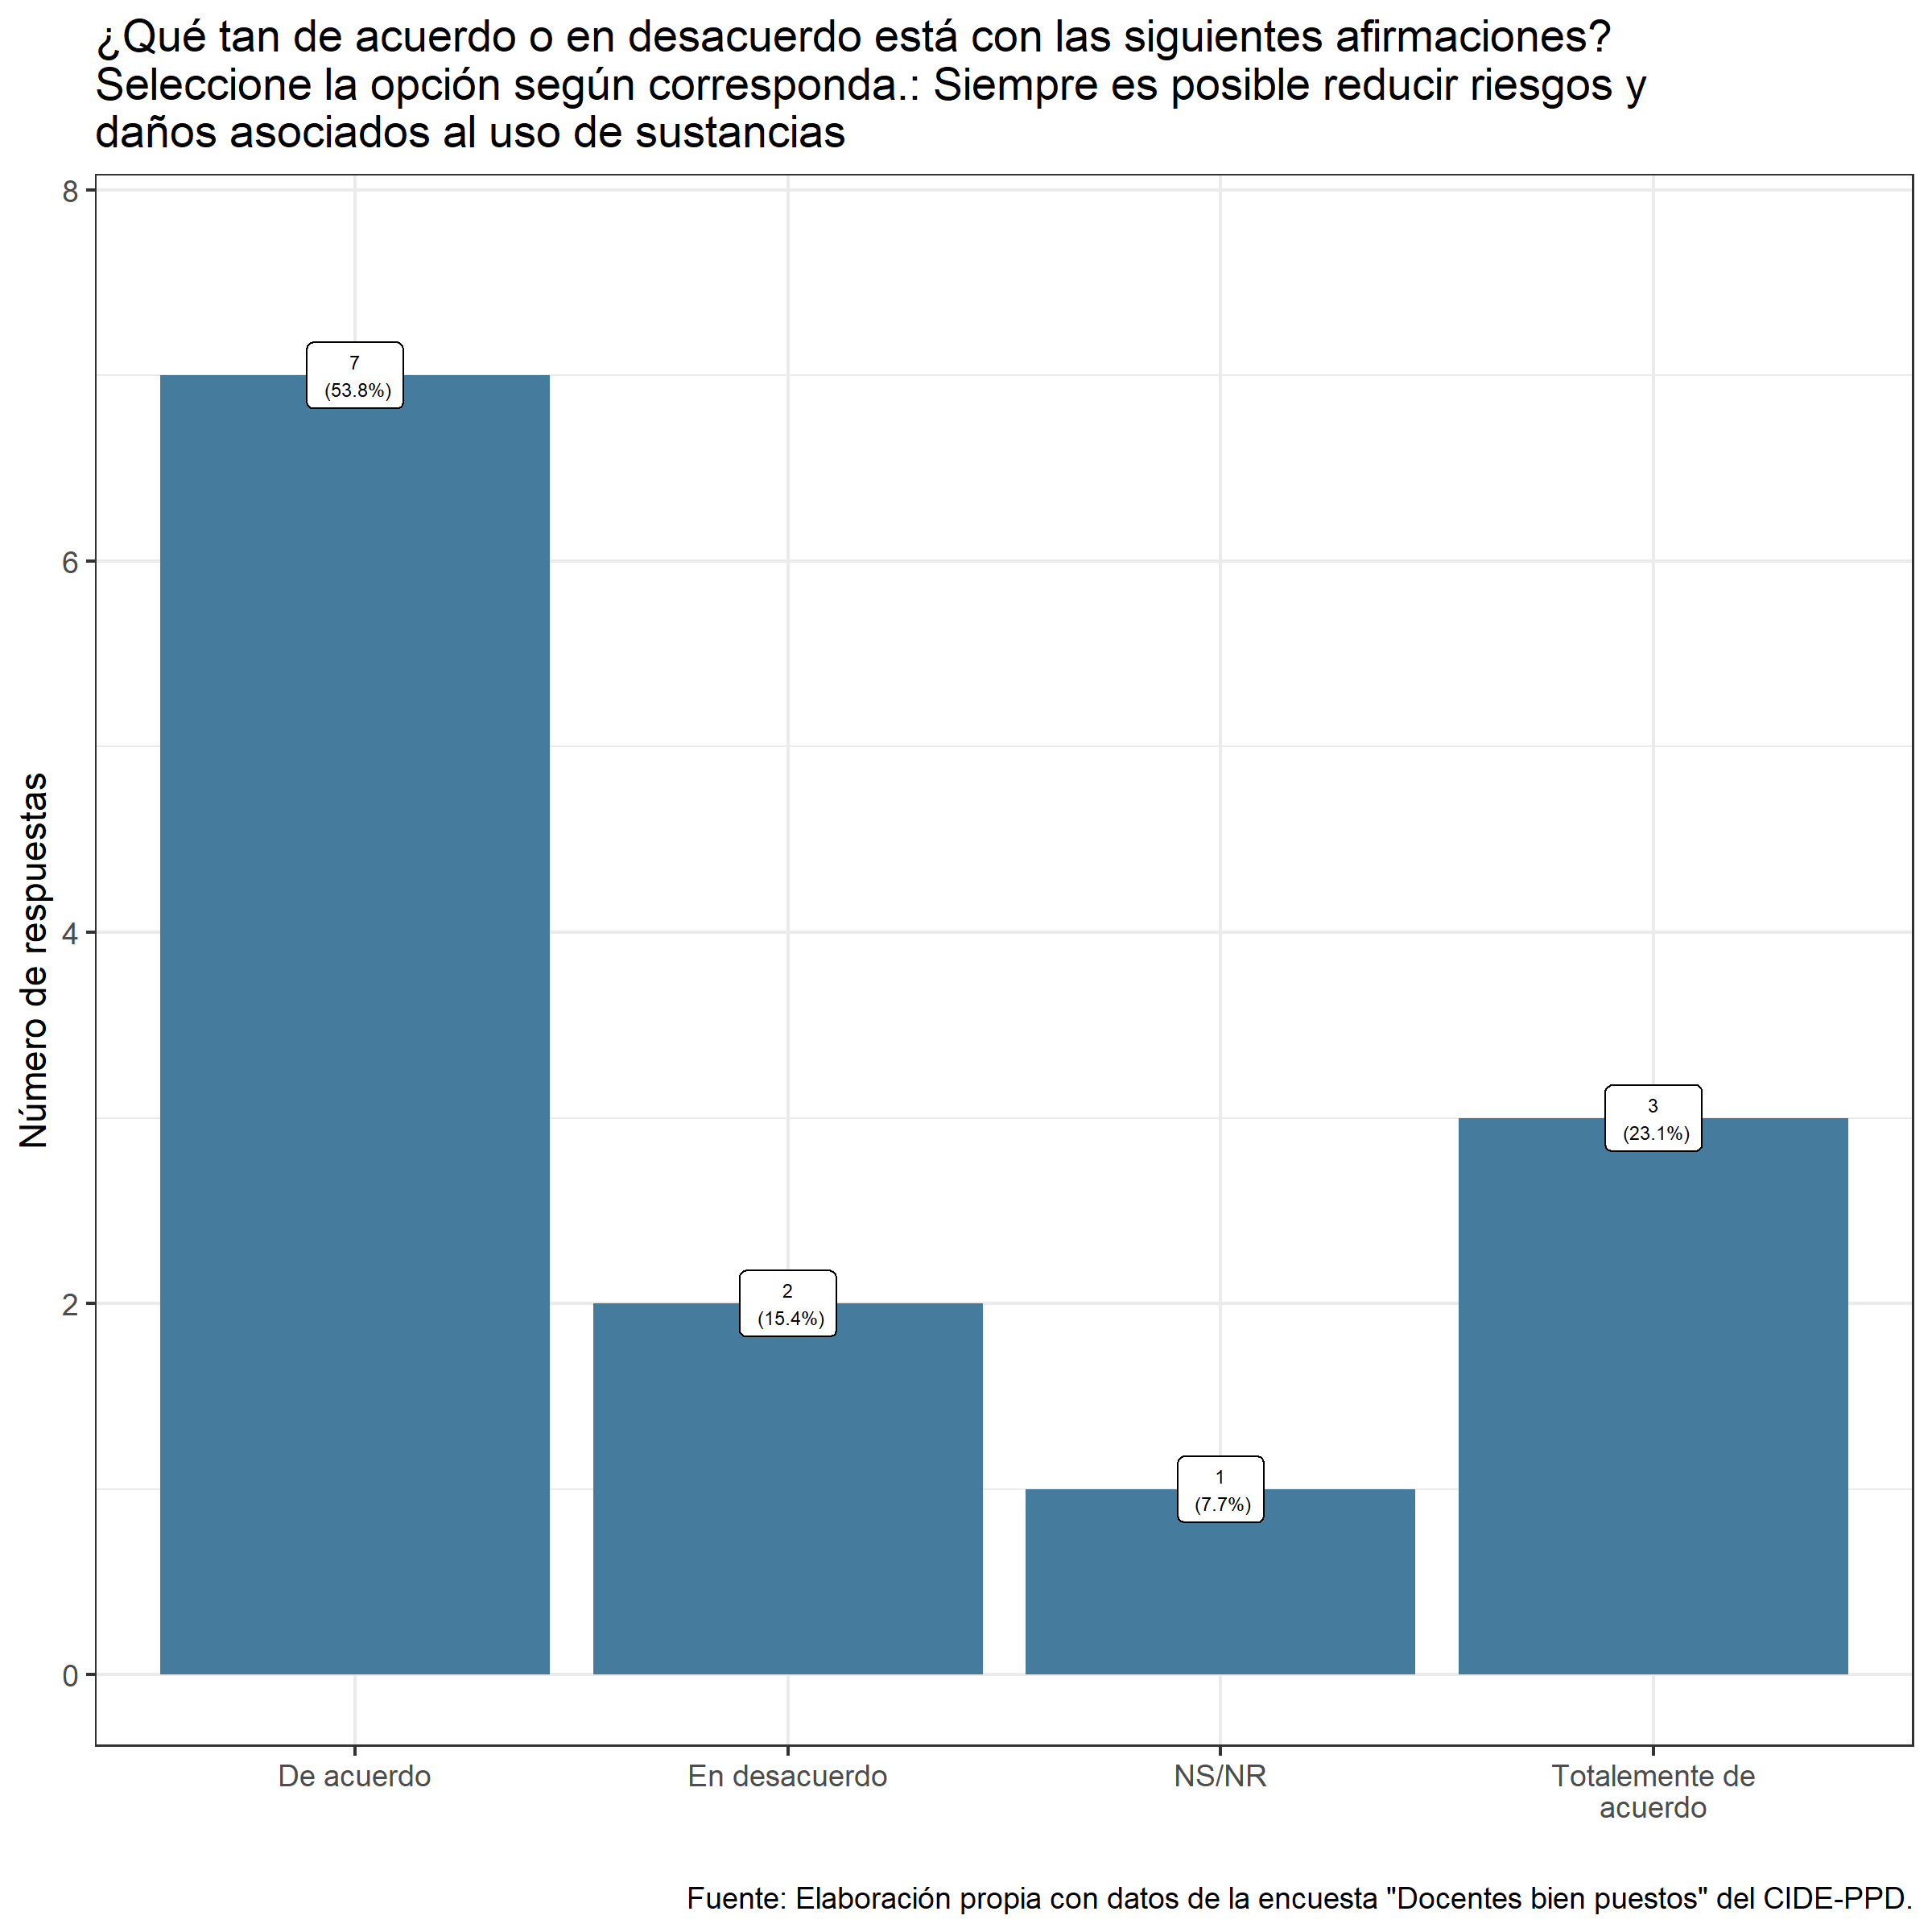 ¿Qué tan de acuerdo o en desacuerdo está con las siguientes afirmaciones?
Seleccione la opción según corresponda.: Siempre es posible reducir riesgos y
daños asociados al uso de sustancias
Número de respuestas
8
6
4
2
0
7
(53.8%)
2
(15.4%)
1
(7.7%)
3
(23.1%)
De acuerdo
En desacuerdo
NS/NR
Totalemente de
acuerdo
Fuente: Elaboración propia con datos de la encuesta "Docentes bien puestos" del CIDE-PPD.